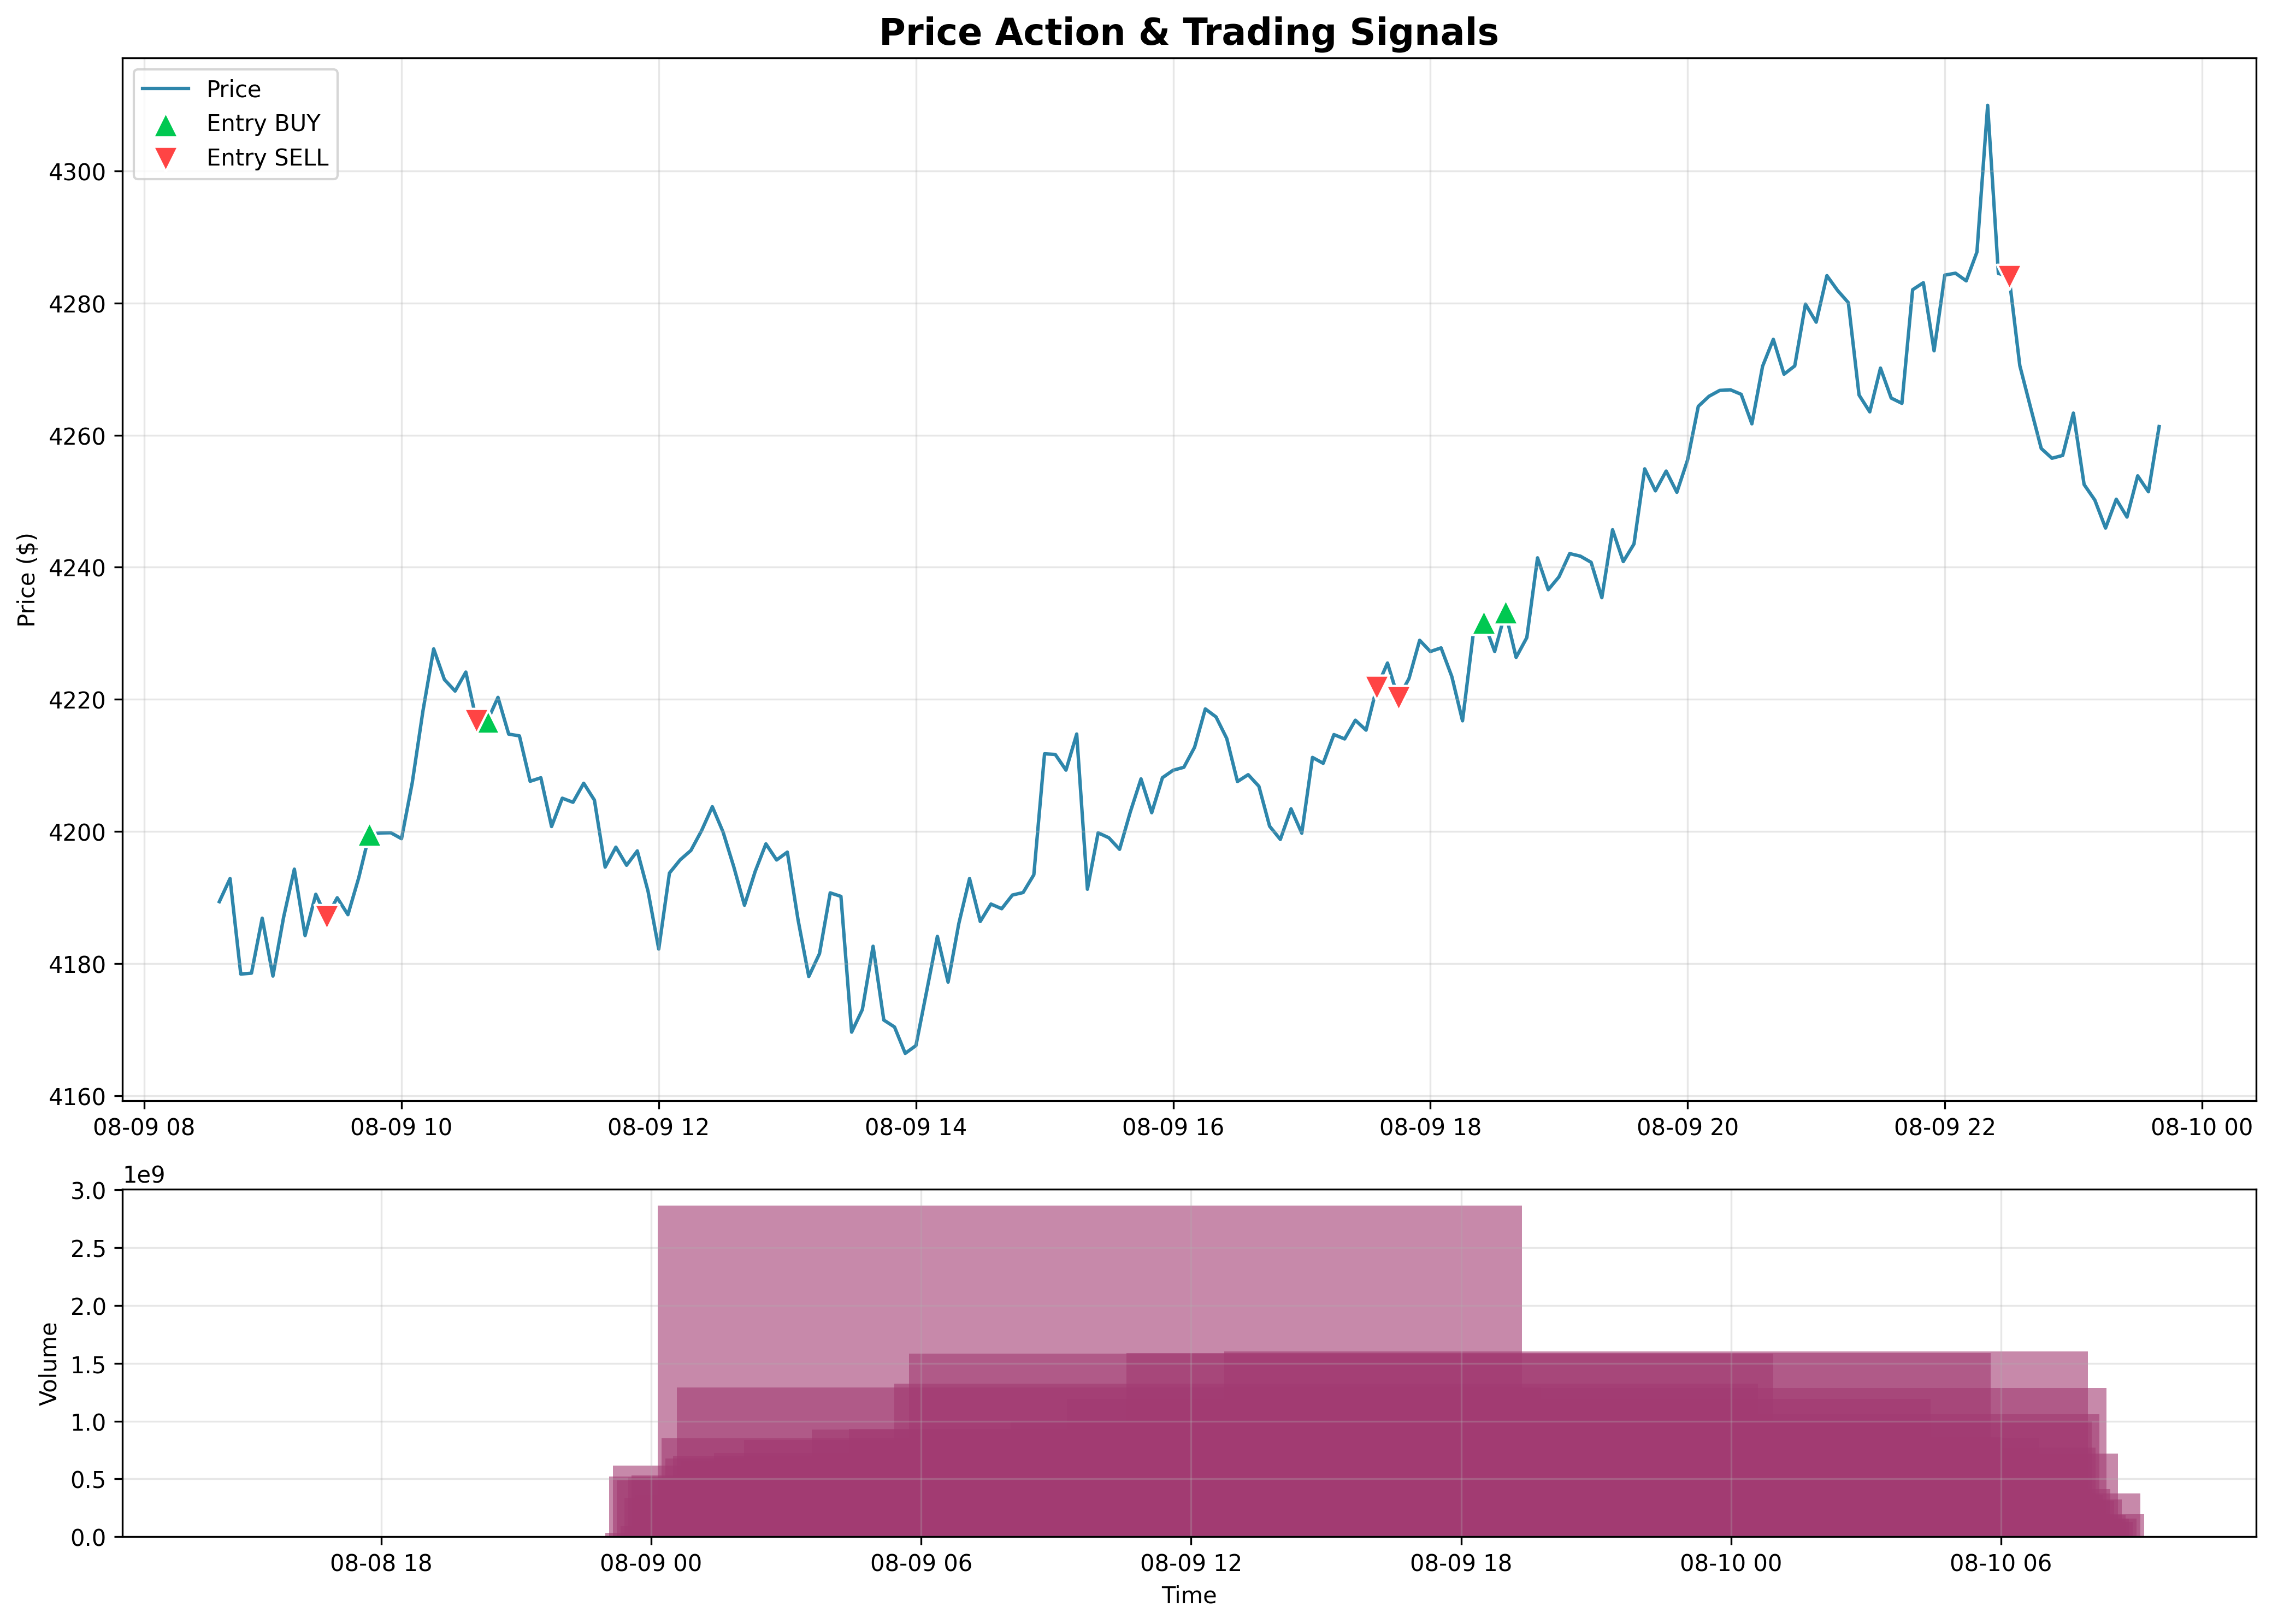 Price Action & Trading Signals
Price
Entry BUY
Entry SELL
Price ($)
4300
4280
4260
4240
4220
4200
4180
4160
08-09 08 08-09 10 08-09 12 08-09 14 08-09 16 08-09 18 08-09 20 08-09 22 08-10 00
1e9
Volume
3.0
2.5
2.0
1.5
1.0
0.5
0.0
08-08 18 08-09 00 08-09 06 08-09 12 08-09 18 08-10 00 08-10 06
Time